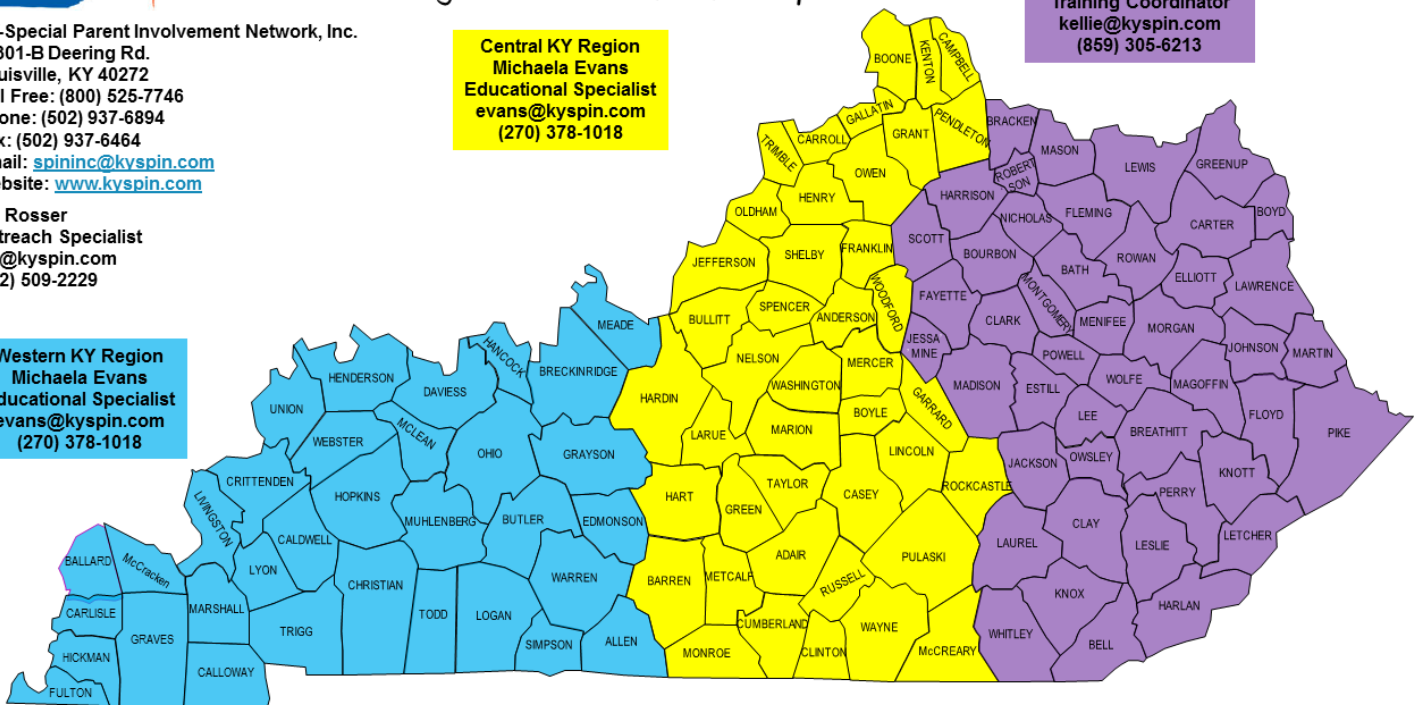 -Special Parent Involvement Network, Inc.
301-B Deering Rd.
uisville, KY 40272
l Free: (800) 525-7746
one: (502) 937-6894
x: (502) 937-6464
ail: spininc@kyspin.com
ebsite: www.kyspin.com
Rosser
treach Specialist
@kyspin.com
2) 509-2229
Central KY Region
Michaela Evans
Educational Specialist
evans@kyspin.com
(270) 378-1018
Training Coordinator
kellie@kyspin.com
(859) 305-6213
Western KY Region
Michaela Evans
ducational Specialist
evans@kyspin.com
(270) 378-1018
BOONE
KENTON
CAMPBELL
GALLATIN
CARROLL
GRANT
PENDLETON
TRIMBLE
OWEN
HENRY
OLDHAM
SHELBY
FRANKLIN
JEFFERSON
WOODFORD
SPENCER
BULLITT
ANDERSON
NELSON
MERCER
WASHINGTON
HARDIN
BOYLE
GARRARD
LARUE
MARION
LINCOLN
TAYLOR
ROCKCASTLE
HART
GREEN
CASEY
ADAIR
PULASKI
BARREN
METCALF
RUSSELL
CUMBERLAND
WAYNE
MONROE
CLINTON
McCREARY
BRACKEN
MASON
ROBERT
SON
LEWIS
GREENUP
HARRISON
NICHOLAS
FLEMING
CARTER
BOYD
SCOTT
BOURBON
BATH
ROWAN
ELLIOTT
LAWRENCE
FAYETTE
CLARK
MONTGOMERY
MENIFEE
MORGAN
JESSA
MINE
POWELL
JOHNSON
MARTIN
MADISON
ESTILL
WOLFE
MAGOFFIN
LEE
FLOYD
BREATHITT
PIKE
JACKSON
OWSLEY
KNOTT
PERRY
CLAY
LETCHER
LAUREL
LESLIE
KNOX
HARLAN
WHITLEY
BELL
MEADE
HANCOCK
BRECKINRIDGE
HENDERSON
DAVIESS
UNION
MCLEAN
WEBSTER
OHIO
GRAYSON
CRITTENDEN
HOPKINS
LIVINGSTON
MUHLENBERG
BUTLER
EDMONSON
CALDWELL
BALLARD
McCracken
LYON
WARREN
CHRISTIAN
CARLISLE
MARSHALL
TODD
LOGAN
TRIGG
GRAVES
SIMPSON
ALLEN
HICKMAN
CALLOWAY
FULTON